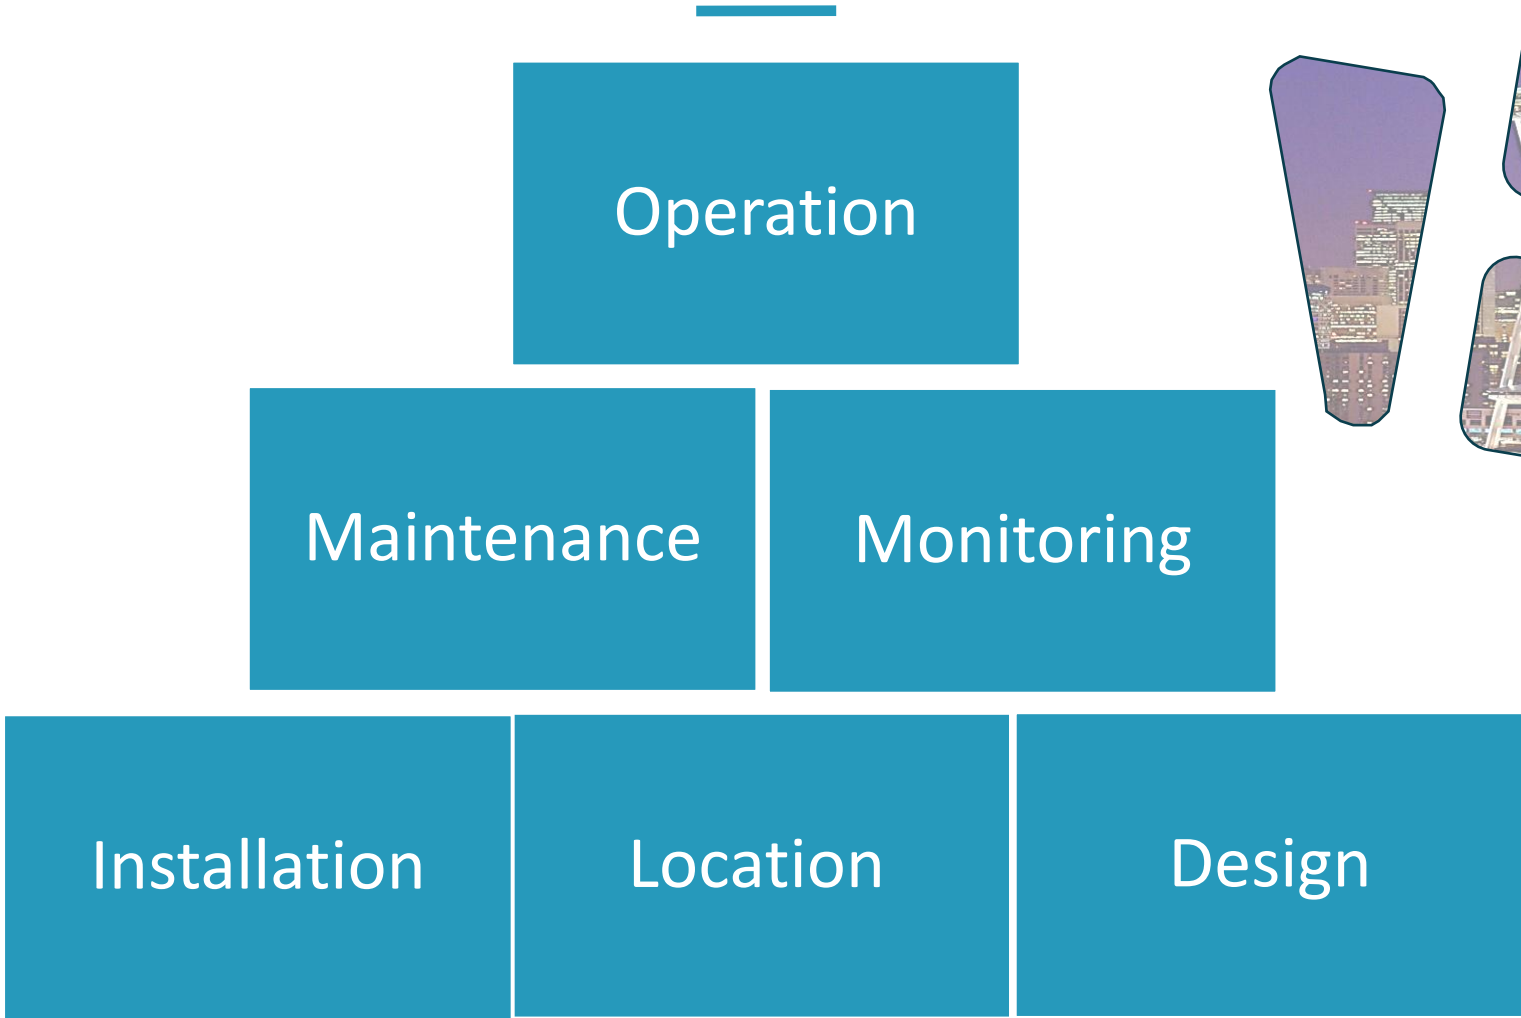 Operation
Maintenance
Monitoring
Installation
Location
Design